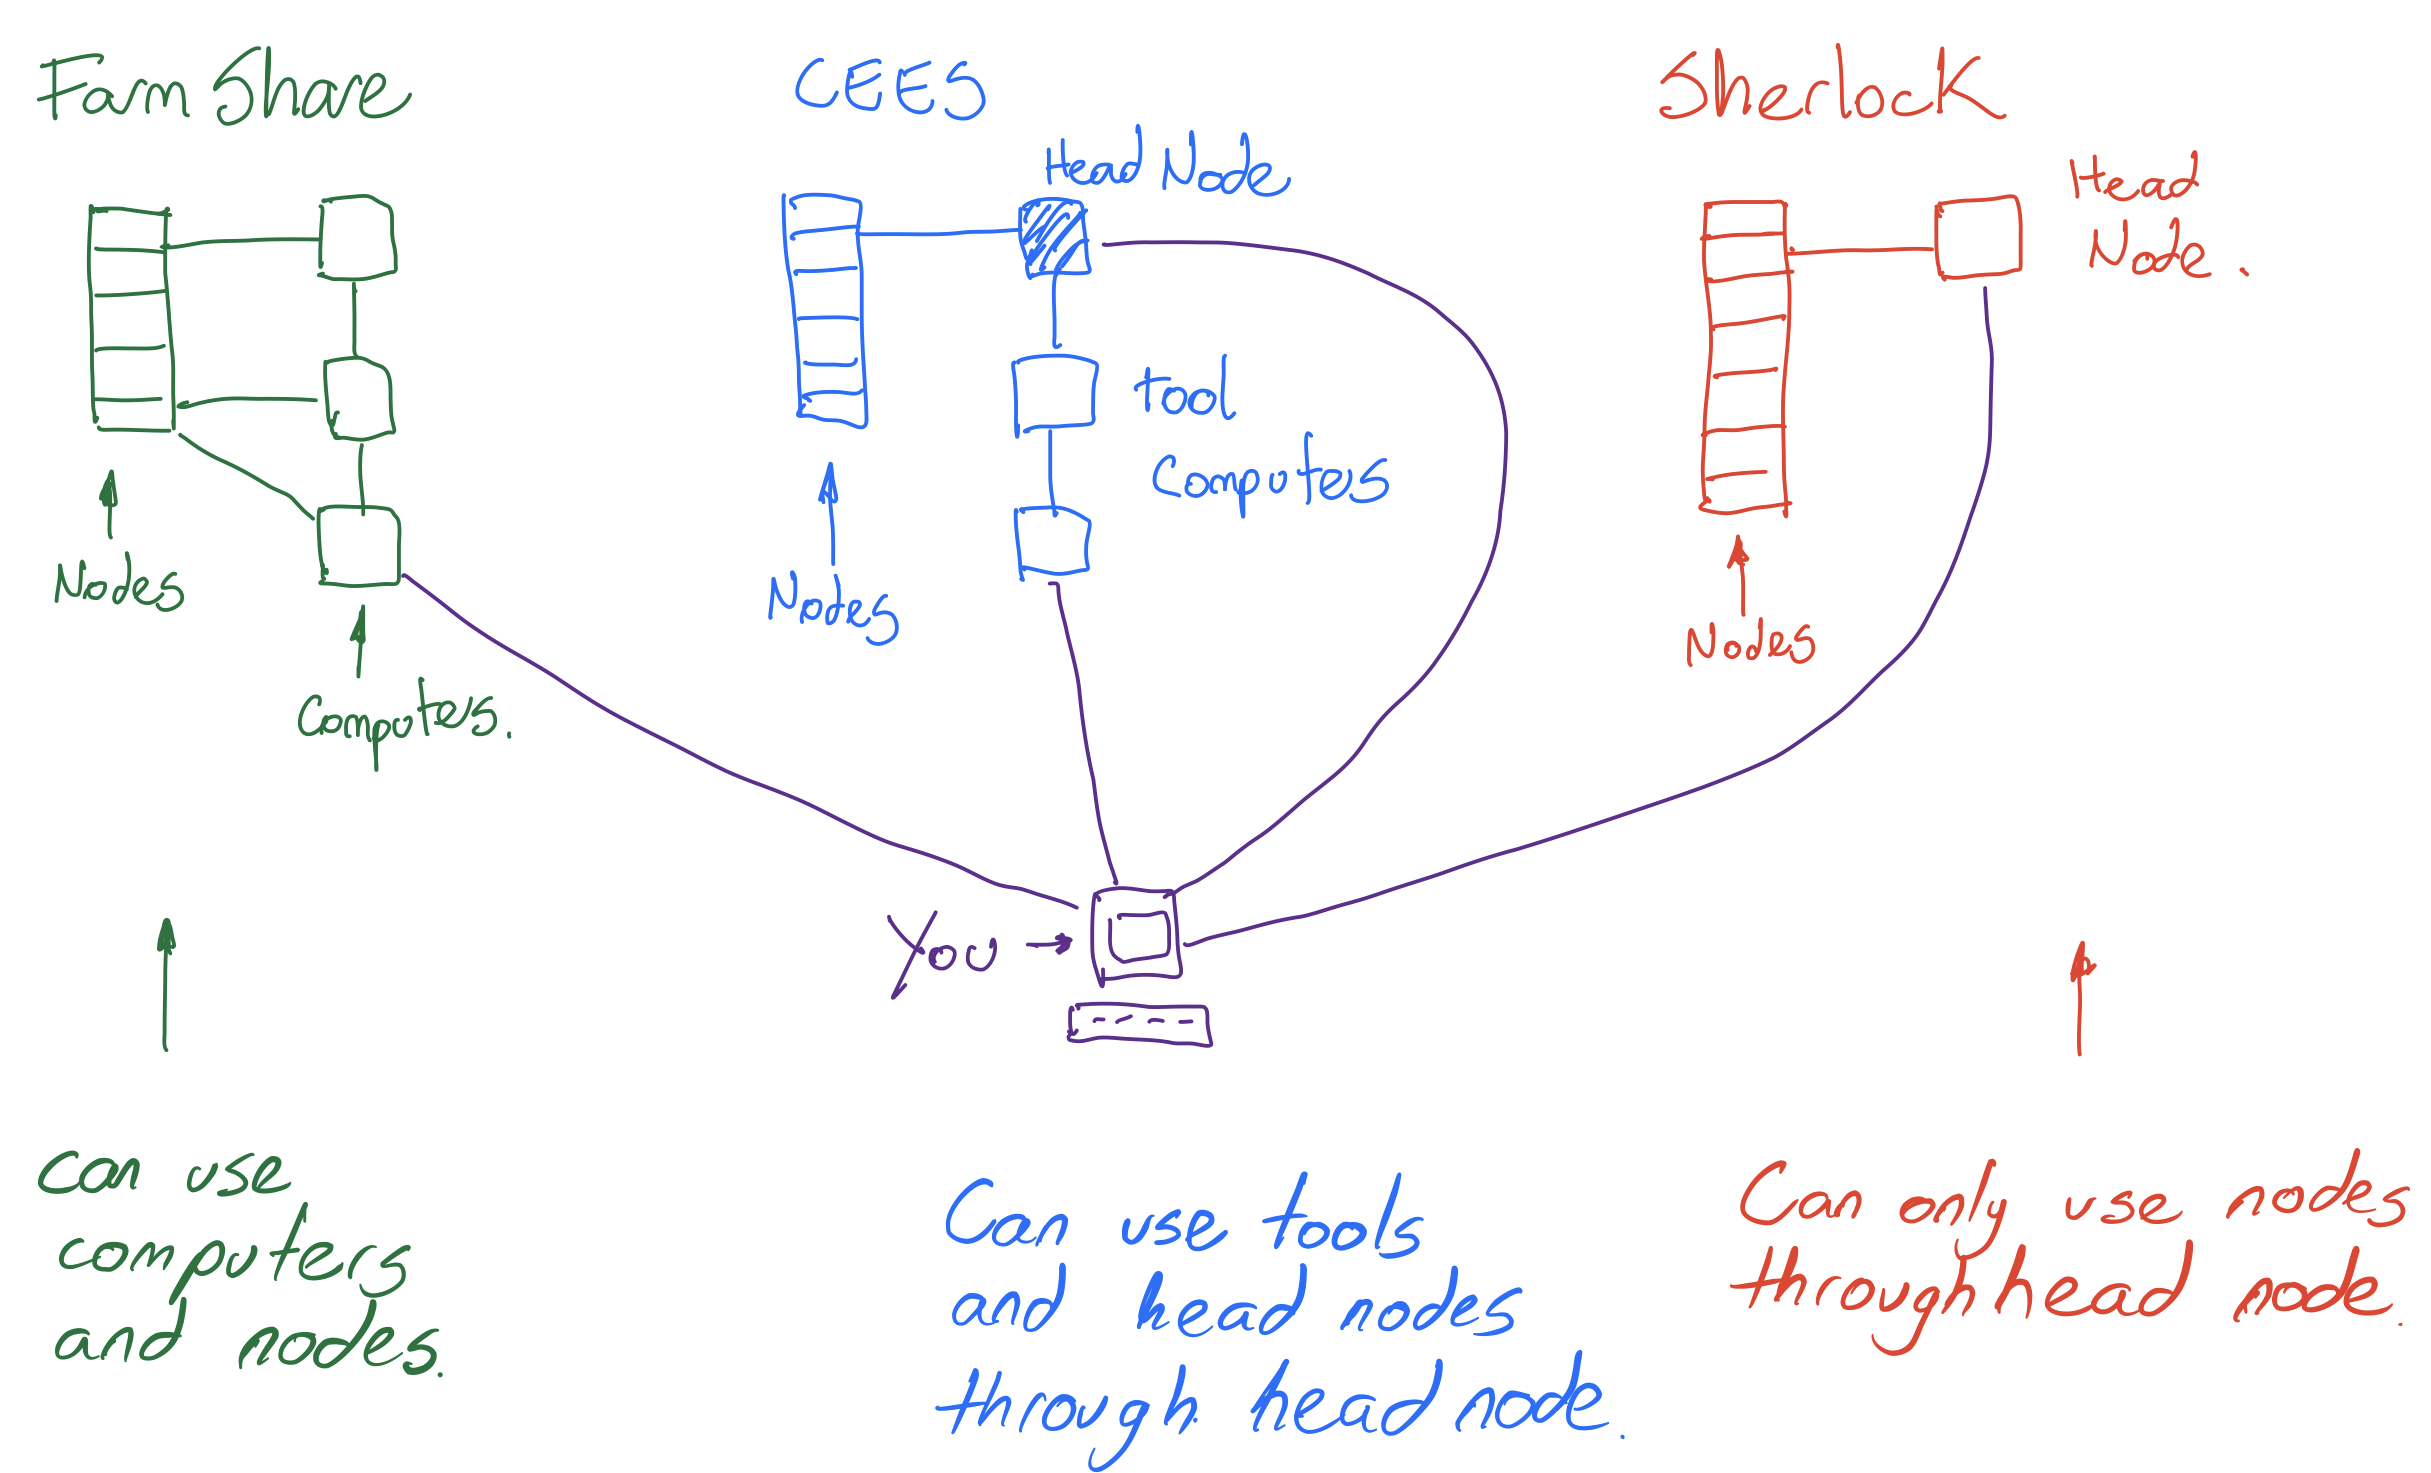 Farm Share
Nodes
Computers.
Can use
computers
and nodes.
CEES
Head Node
tool
Computers
Nodes
You
Can use tools
and head nodes
through head node.
Sherlock
Head
Node.
Nodes
Can only use nodes
through head node.